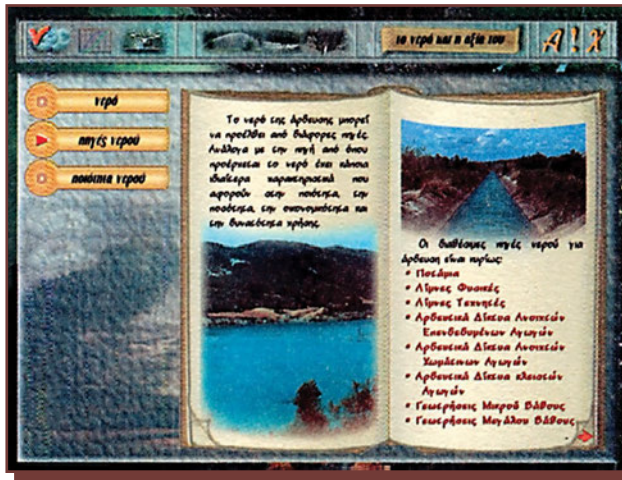 το νερό και η αξία του
Α ! Χ
νερό
πηγές νερού
ποιότητα νερού
Το νερό της άρδευσης μπορεί
να προέλθει από διάφορες πηγές.
Ανάλογα με την πηγή από όπου
προέρχεται το νερό έχει κάποια
ιδιαίτερα χαρακτηριστικά που
αφορούν στην ποιότητα, την
ποσότητα, την οικονομικότητα και
την δυνατότητα χρήσης.
Οι διαθέσιμες πηγές νερού για
άρδευση είναι κυρίως:
• Ποτάμια
• Λίμνες Φυσικές
• Λίμνες Τεχνητές
• Αρδευτικά Δίκτυα Ανοιχτών
Επενδεδυμένων Αγωγών
• Αρδευτικά Δίκτυα Ανοιχτών
Χωμάτινων Αγωγών
• Αρδευτικά Δίκτυα κλειστών
Αγωγών
• Γεωτρήσεις Μικρού Βάθους
• Γεωτρήσεις Μεγάλου Βάθους